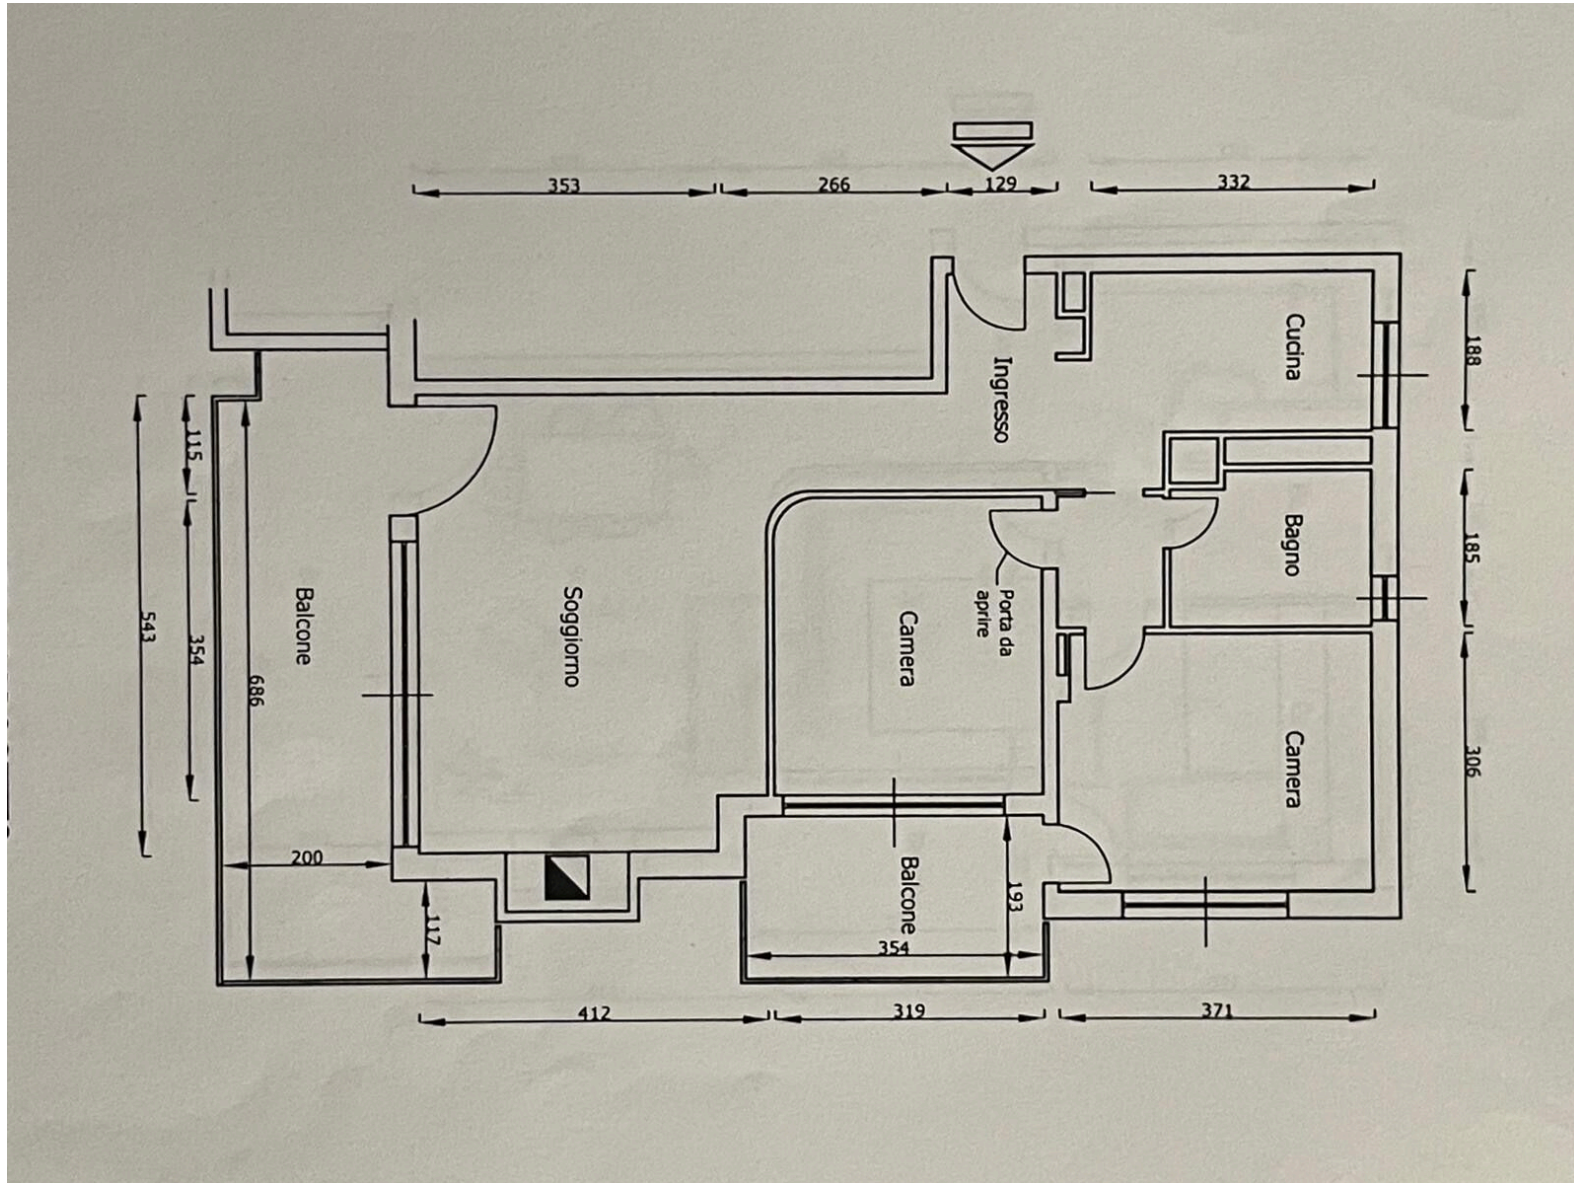 353
266
129
332
188
185
306
Cucina
Ingresso
Bagno
Porta da
aprire
Camera
Camera
Soggiorno
Balcone
Balcone
115
354
543
686
200
117
193
354
412
319
371